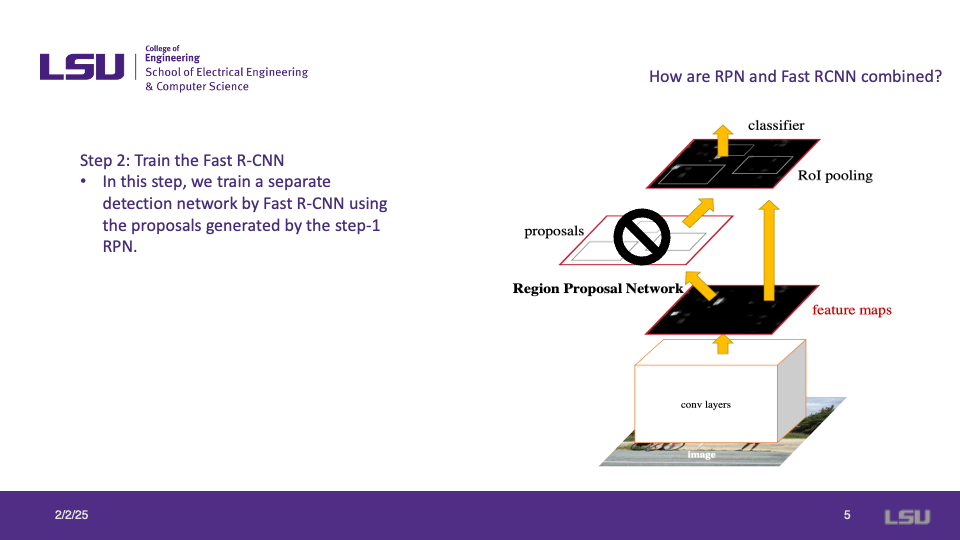 LSU
College of
Engineering
School of Electrical Engineering
& Computer Science
How are RPN and Fast RCNN combined?
Step 2: Train the Fast R-CNN
• In this step, we train a separate
detection network by Fast R-CNN using
the proposals generated by the step-1
RPN.
classifier
RoI pooling
proposals
Region Proposal Network
feature maps
conv layers
image
2/2/25
5
LSU